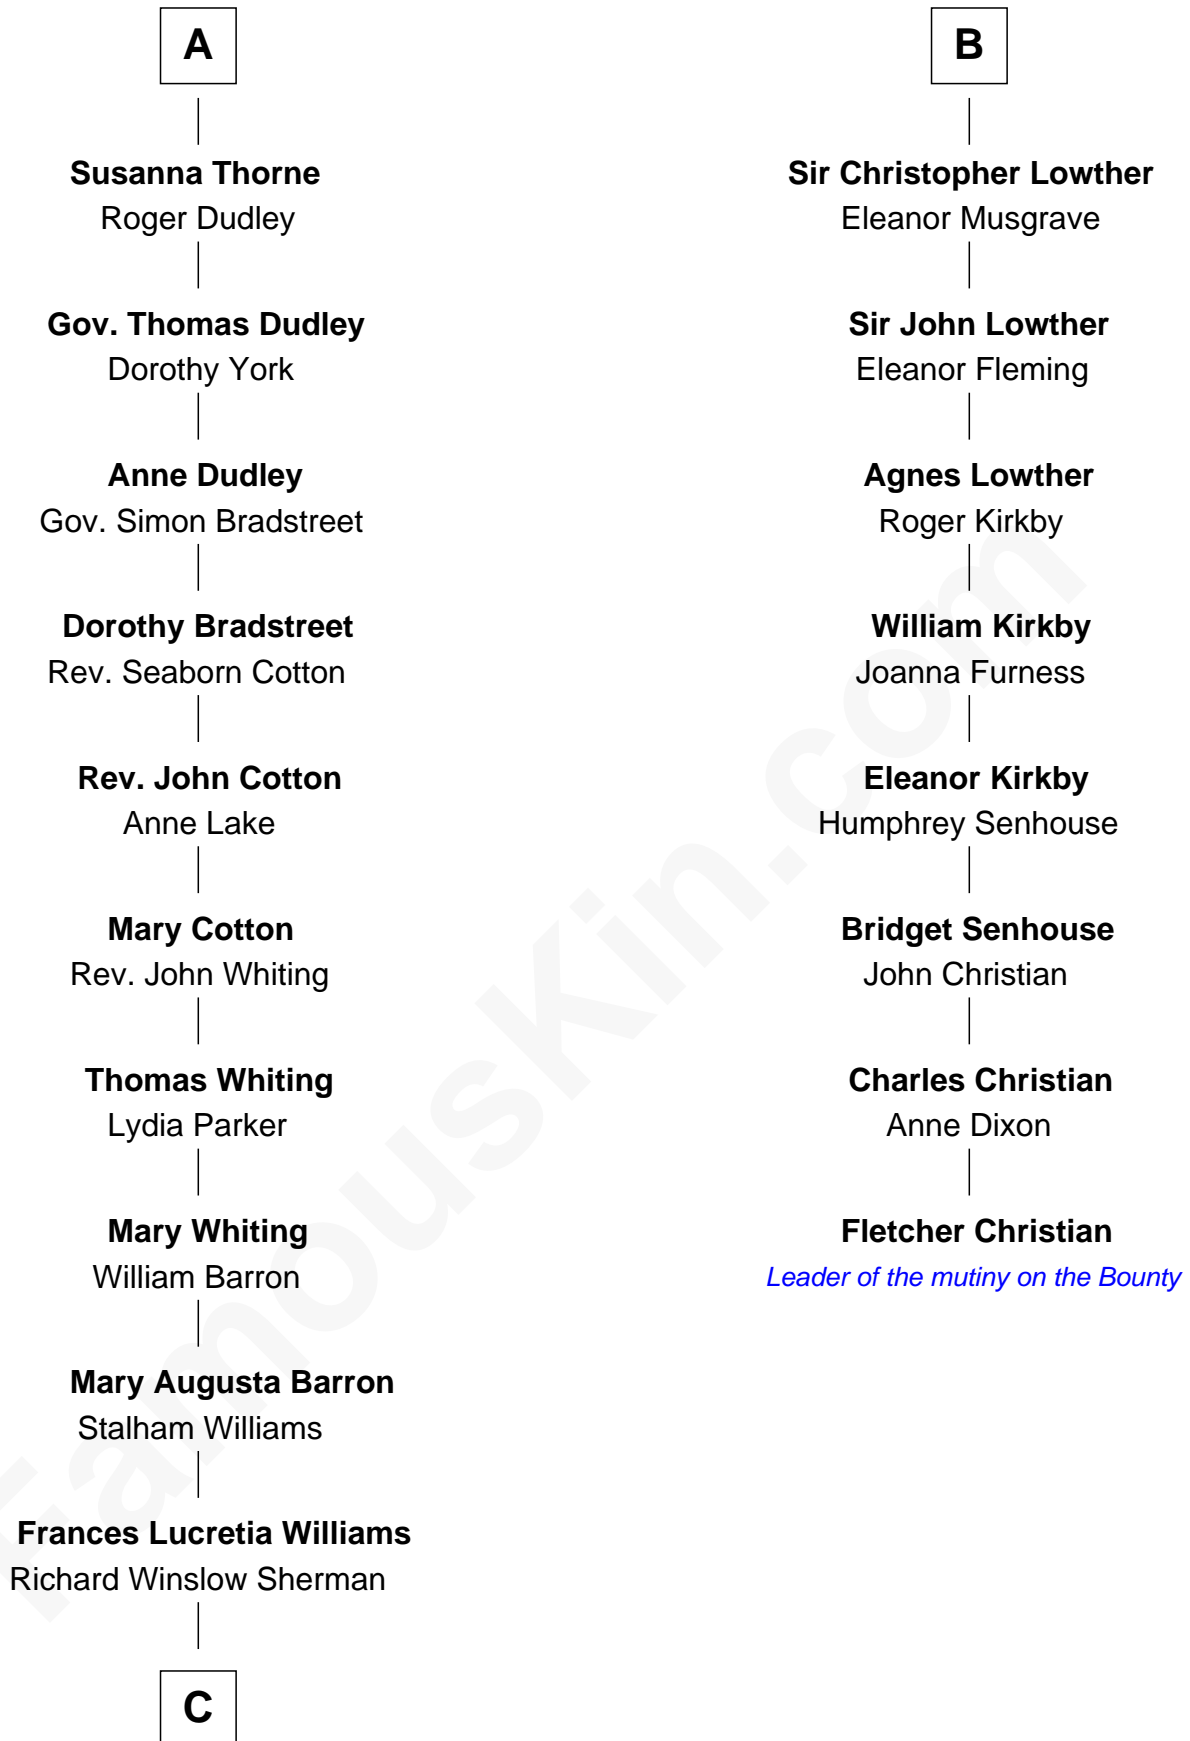 A
Susanna Thorne
Roger Dudley
Gov. Thomas Dudley
Dorothy York
Anne Dudley
Gov. Simon Bradstreet
Dorothy Bradstreet
Rev. Seaborn Cotton
Rev. John Cotton
Anne Lake
Mary Cotton
Rev. John Whiting
Thomas Whiting
Lydia Parker
Mary Whiting
William Barron
Mary Augusta Barron
Stalham Williams
Frances Lucretia Williams
Richard Winslow Sherman
C
B
Sir Christopher Lowther
Eleanor Musgrave
Sir John Lowther
Eleanor Fleming
Agnes Lowther
Roger Kirkby
William Kirkby
Joanna Furness
Eleanor Kirkby
Humphrey Senhouse
Bridget Senhouse
John Christian
Charles Christian
Anne Dixon
Fletcher Christian
Leader of the mutiny on the Bounty
FamousKin.com